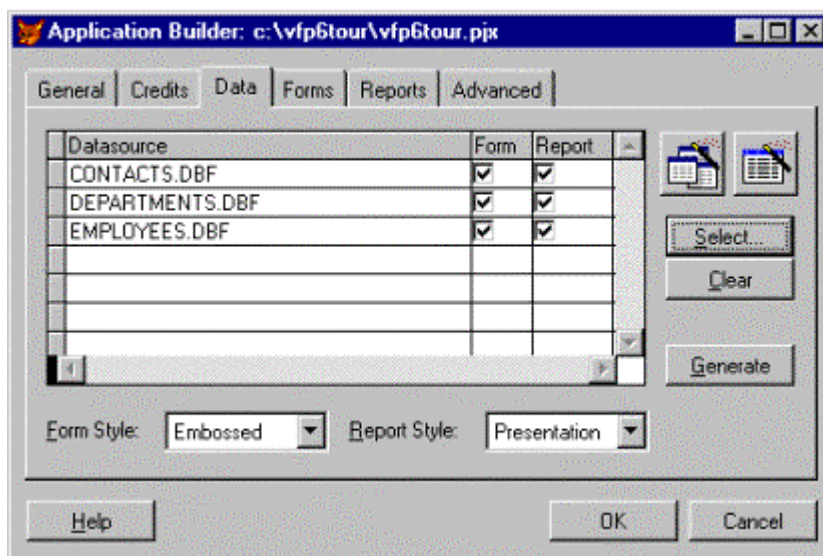 Application Builder: c:\vfp6tour\vfp6tour.pjx
General Credits Data Forms Reports Advanced
Datasource Form Report
CONTACTS.DBF
DEPARTMENTS.DBF
EMPLOYEES.DBF
Select...
Clear
Generate
Form Style: Embossed Report Style: Presentation
Help OK Cancel